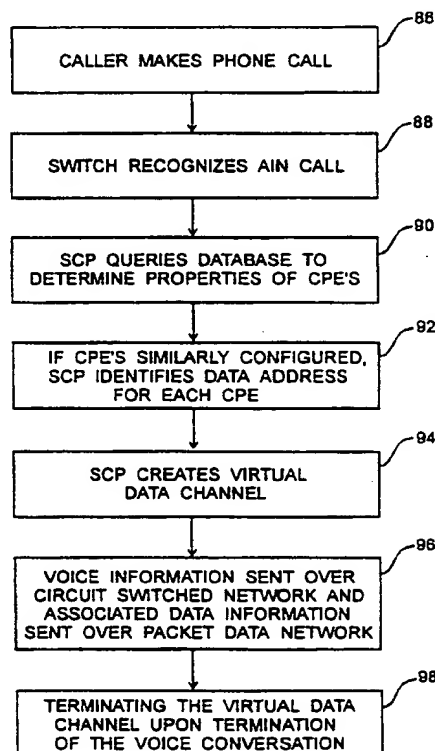 88
CALLER MAKES PHONE CALL
88
SWITCH RECOGNIZES AIN CALL
90
SCP QUERIES DATABASE TO
DETERMINE PROPERTIES OF CPE'S
92
IF CPE'S SIMILARLY CONFIGURED,
SCP IDENTIFIES DATA ADDRESS
FOR EACH CPE
94
SCP CREATES VIRTUAL
DATA CHANNEL
96
VOICE INFORMATION SENT OVER
CIRCUIT SWITCHED NETWORK AND
ASSOCIATED DATA INFORMATION
SENT OVER PACKET DATA NETWORK
98
TERMINATING THE VIRTUAL DATA
CHANNEL UPON TERMINATION
OF THE VOICE CONVERSATION